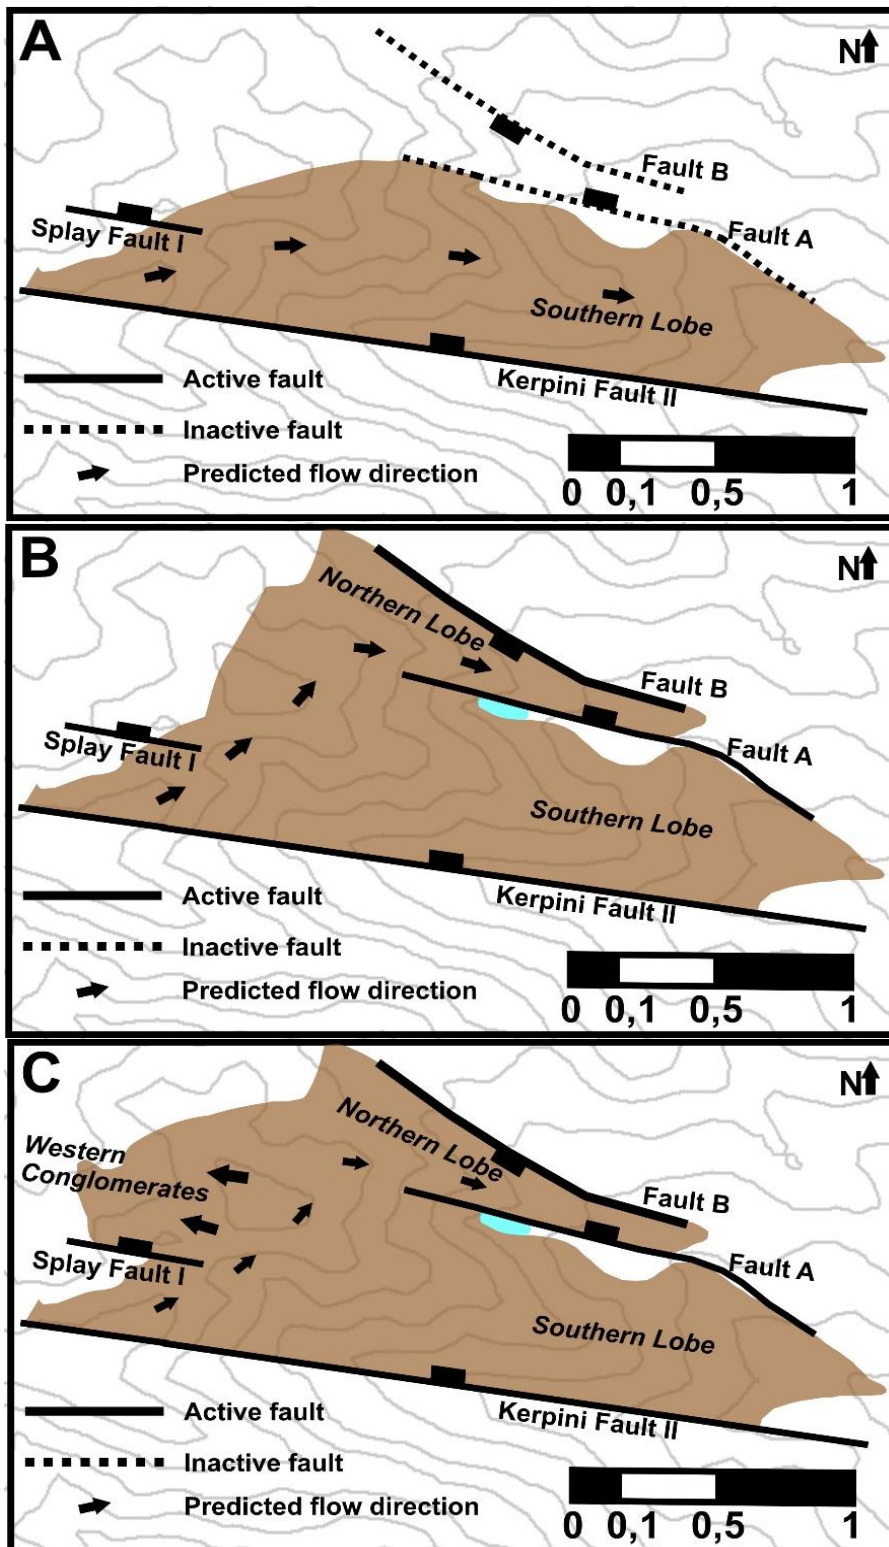 A
N
Fault B
Fault A
Splay Fault I
Southern Lobe
Kerpini Fault II
Active fault
Inactive fault
Predicted flow direction
0 0,1 0,5 1
B
N
Northern Lobe
Fault B
Fault A
Splay Fault I
Southern Lobe
Kerpini Fault II
Active fault
Inactive fault
Predicted flow direction
0 0,1 0,5 1
C
N
Northern Lobe
Western
Conglomerates
Fault B
Fault A
Splay Fault I
Southern Lobe
Kerpini Fault II
Active fault
Inactive fault
Predicted flow direction
0 0,1 0,5 1